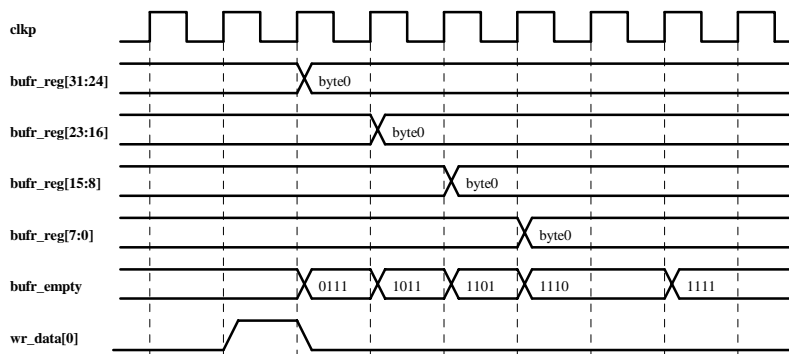 clkp
bufr_reg[31:24] byte0
bufr_reg[23:16] byte0
bufr_reg[15:8] byte0
bufr_reg[7:0] byte0
bufr_empty 0111 1011 1101 1110 1111
wr_data[0]